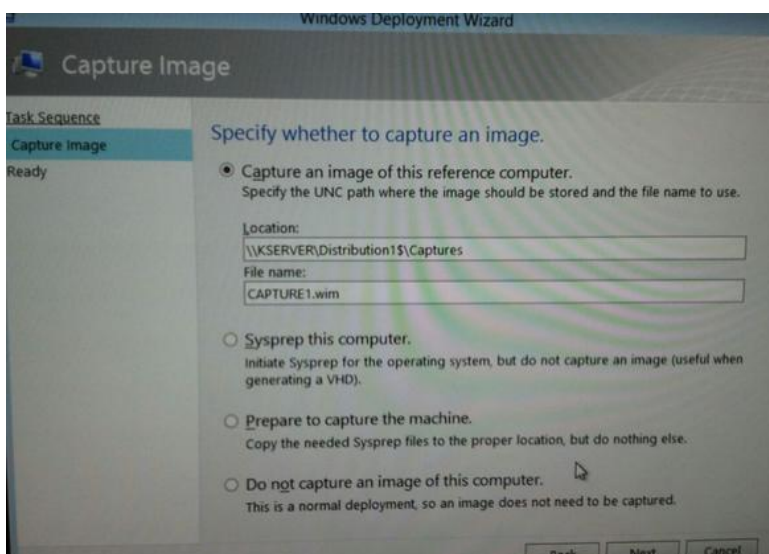 Windows Deployment Wizard
Capture Image
Task Sequence
Capture Image
Ready
Specify whether to capture an image.
Capture an image of this reference computer.
Specify the UNC path where the image should be stored and the file name to use.
Location:
\\KSERVER\Distribution1$\Captures
File name:
CAPTURE1.wim
Sysprep this computer.
Initiate Sysprep for the operating system, but do not capture an image (useful when
generating a VHD).
Prepare to capture the machine.
Copy the needed Sysprep files to the proper location, but do nothing else.
Do not capture an image of this computer.
This is a normal deployment, so an image does not need to be captured.
Back Next Cancel